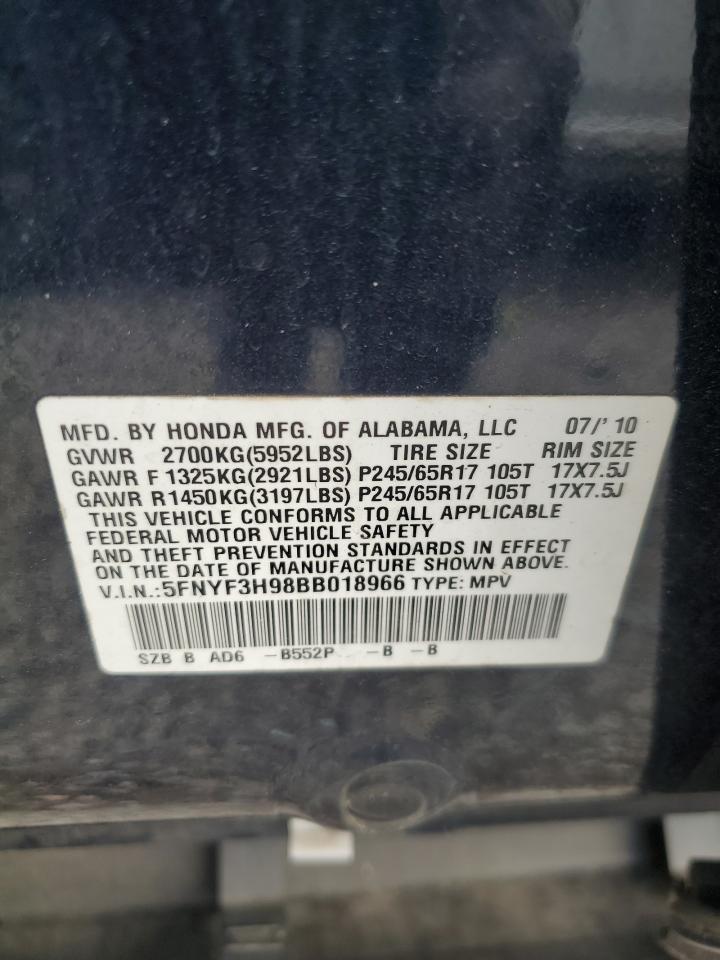 MFD. BY HONDA MFG. OF ALABAMA, LLC 07/'10
GVWR 2700KG(5952LBS) TIRE SIZE RIM SIZE
GAWR F 1325KG(2921LBS) P245/65R17 105T 17X7.5J
GAWR R1450KG(3197LBS) P245/65R17 105T 17X7.5J
THIS VEHICLE CONFORMS TO ALL APPLICABLE
FEDERAL MOTOR VEHICLE SAFETY
AND THEFT PREVENTION STANDARDS IN EFFECT
ON THE DATE OF MANUFACTURE SHOWN ABOVE.
V.I.N.:5FNYF3H98BB018966 TYPE: MPV
SZB B AD6 -B552P -B -B